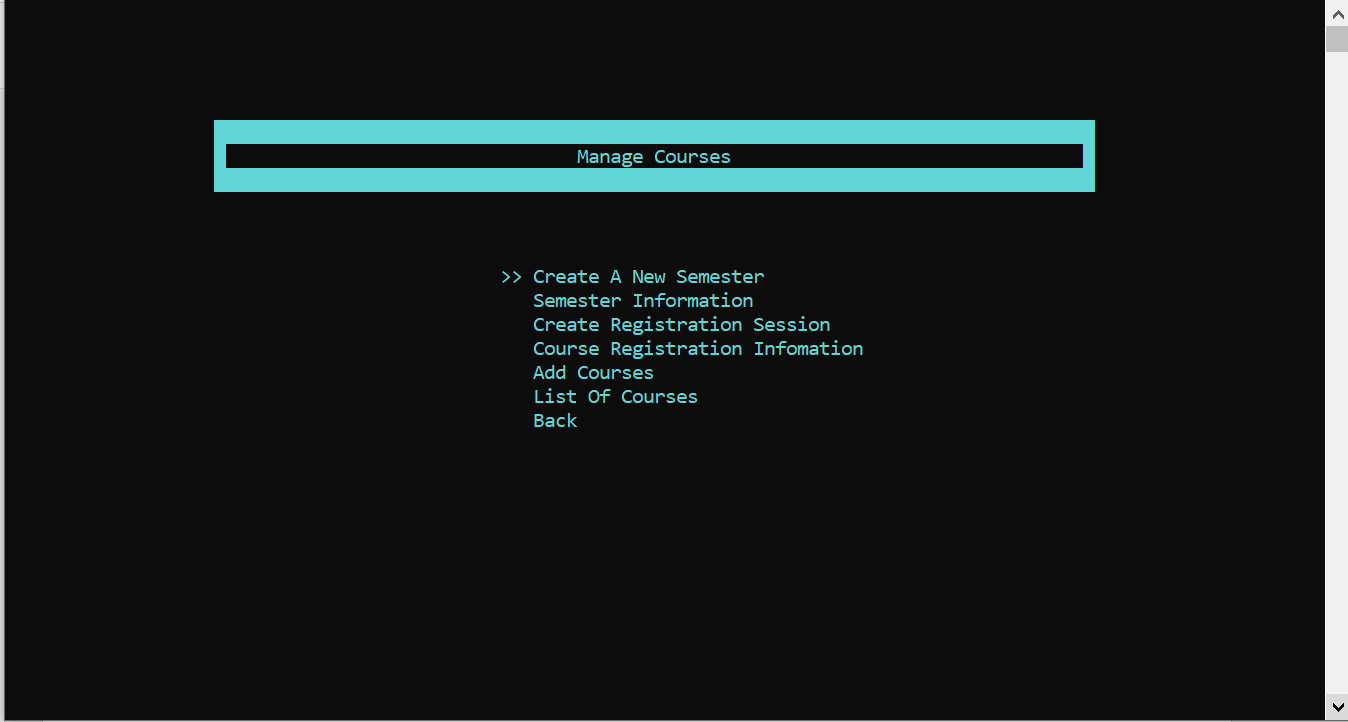 Manage Courses
>> Create A New Semester
Semester Information
Create Registration Session
Course Registration Infomation
Add Courses
List Of Courses
Back